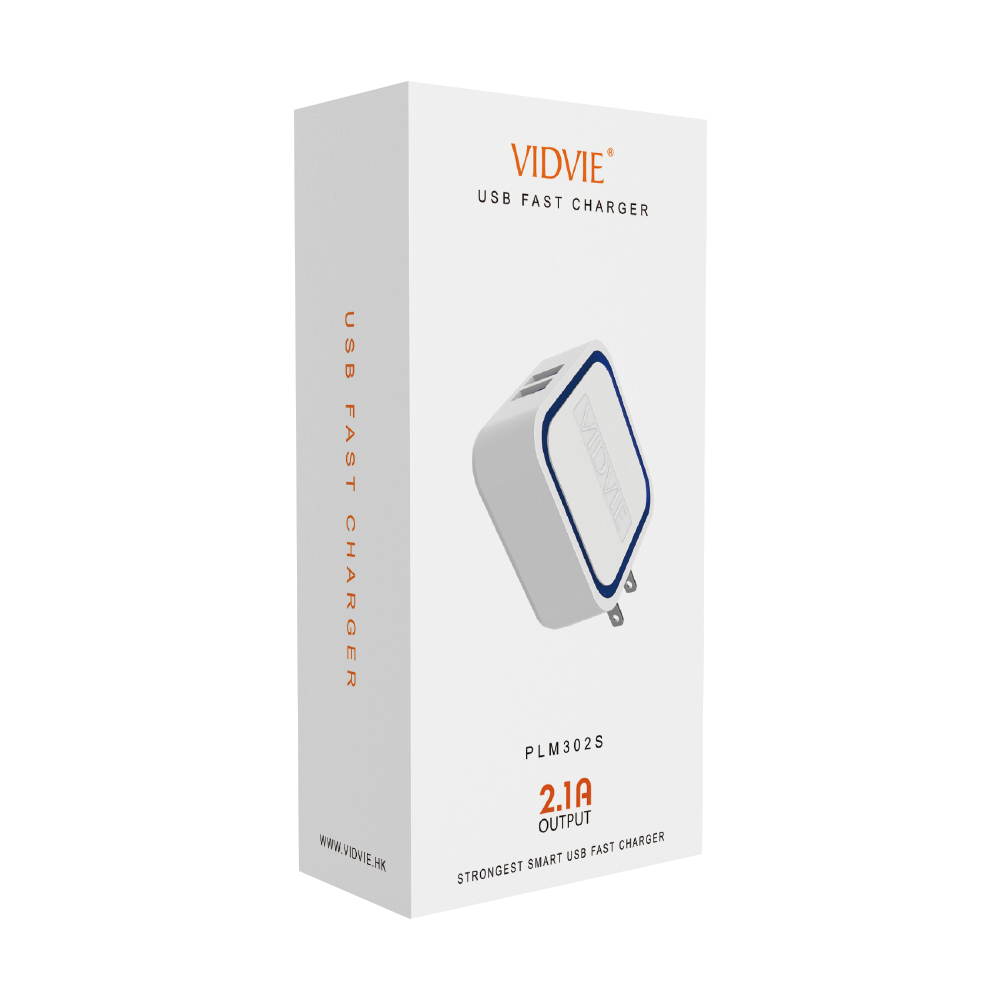 VIDVIE®
USB FAST CHARGER
VIDVIE
PLM302S
2.1A
OUTPUT
STRONGEST SMART USB FAST CHARGER
USB FAST CHARGER
WWW.VIDVIE.HK